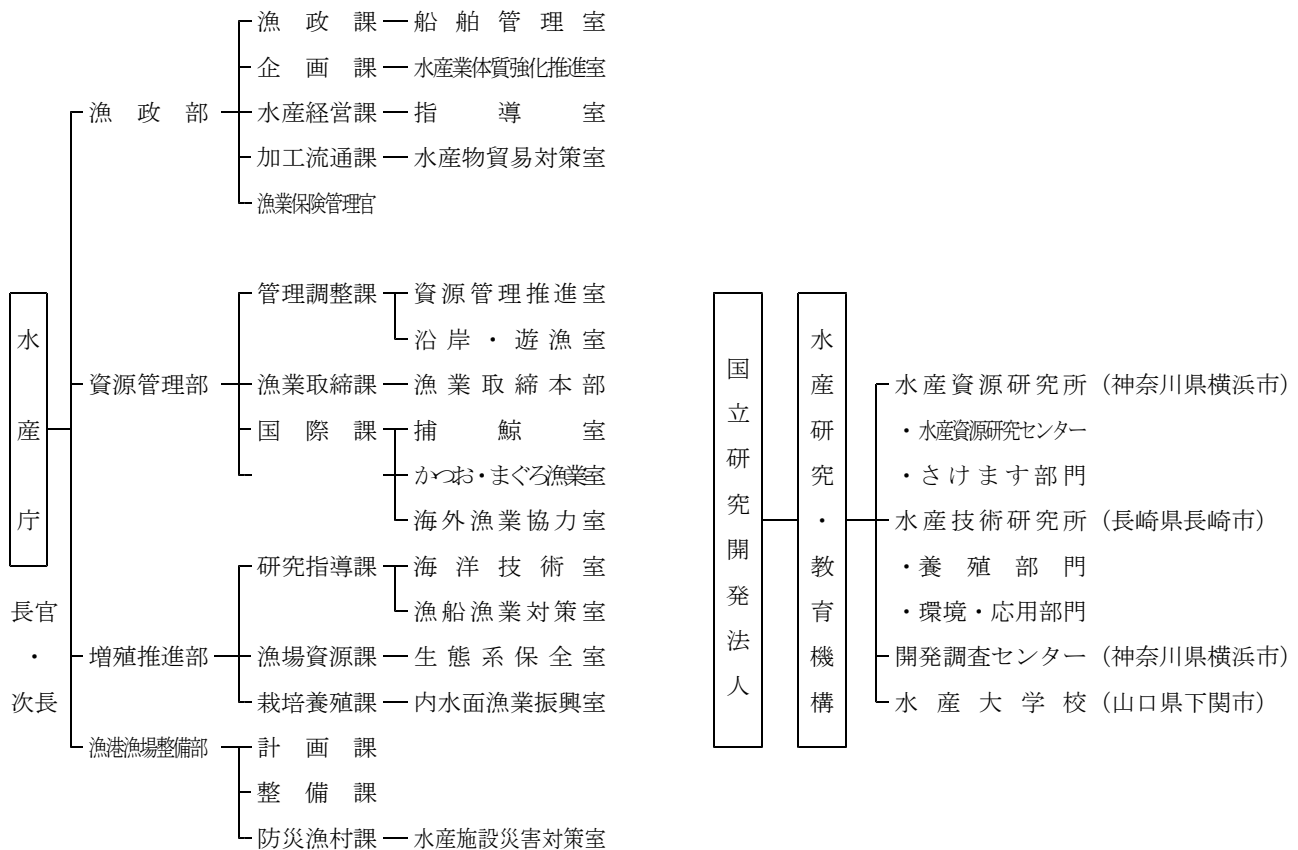 漁政課 船舶管理室
企画課 水産業体質強化推進室
漁政部 水産経営課 指導室
加工流通課 水産物貿易対策室
漁業保険管理官
管理調整課 資源管理推進室
沿岸・遊漁室
資源管理部 漁業取締課 漁業取締本部
国際課 捕鯨室
かつお・まぐろ漁業室
海外漁業協力室
水産庁
研究指導課 海洋技術室
漁船漁業対策室
長官・次長
増殖推進部 漁場資源課 生態系保全室
栽培養殖課 内水面漁業振興室
漁港漁場整備部 計画課
整備課
防災漁村課 水産施設災害対策室
国立研究開発法人
水産研究・教育機構
水産資源研究所(神奈川県横浜市)
・水産資源研究センター
・さけます部門
水産技術研究所(長崎県長崎市)
・養殖部門
・環境・応用部門
開発調査センター(神奈川県横浜市)
水産大学校(山口県下関市)